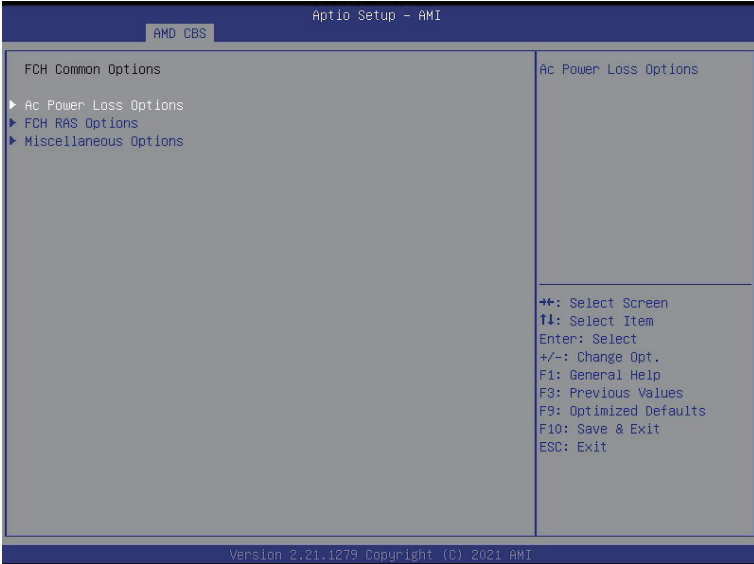 Aptio Setup – AMI
AMD CBS
FCH Common Options
Ac Power Loss Options
FCH RAS Options
Miscellaneous Options
Ac Power Loss Options
→←: Select Screen
↑↓: Select Item
Enter: Select
+/-: Change Opt.
F1: General Help
F3: Previous Values
F9: Optimized Defaults
F10: Save & Exit
ESC: Exit
Version 2.21.1279 Copyright (C) 2021 AMI